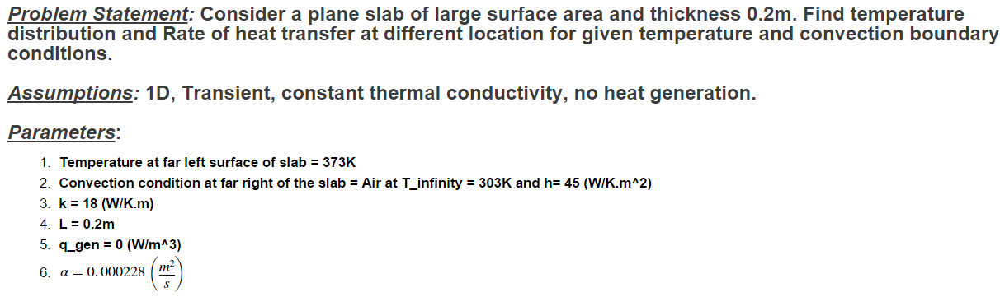 Problem Statement: Consider a plane slab of large surface area and thickness 0.2m. Find temperature
distribution and Rate of heat transfer at different location for given temperature and convection boundary
conditions.
Assumptions: 1D, Transient, constant thermal conductivity, no heat generation.
Parameters:
1. Temperature at far left surface of slab = 373K
2. Convection condition at far right of the slab = Air at T_infinity = 303K and h= 45 (W/K.m^2)
3. k = 18 (W/K.m)
4. L = 0.2m
5. q_gen = 0 (W/m^3)
6. α = 0.000228 (m²/s)